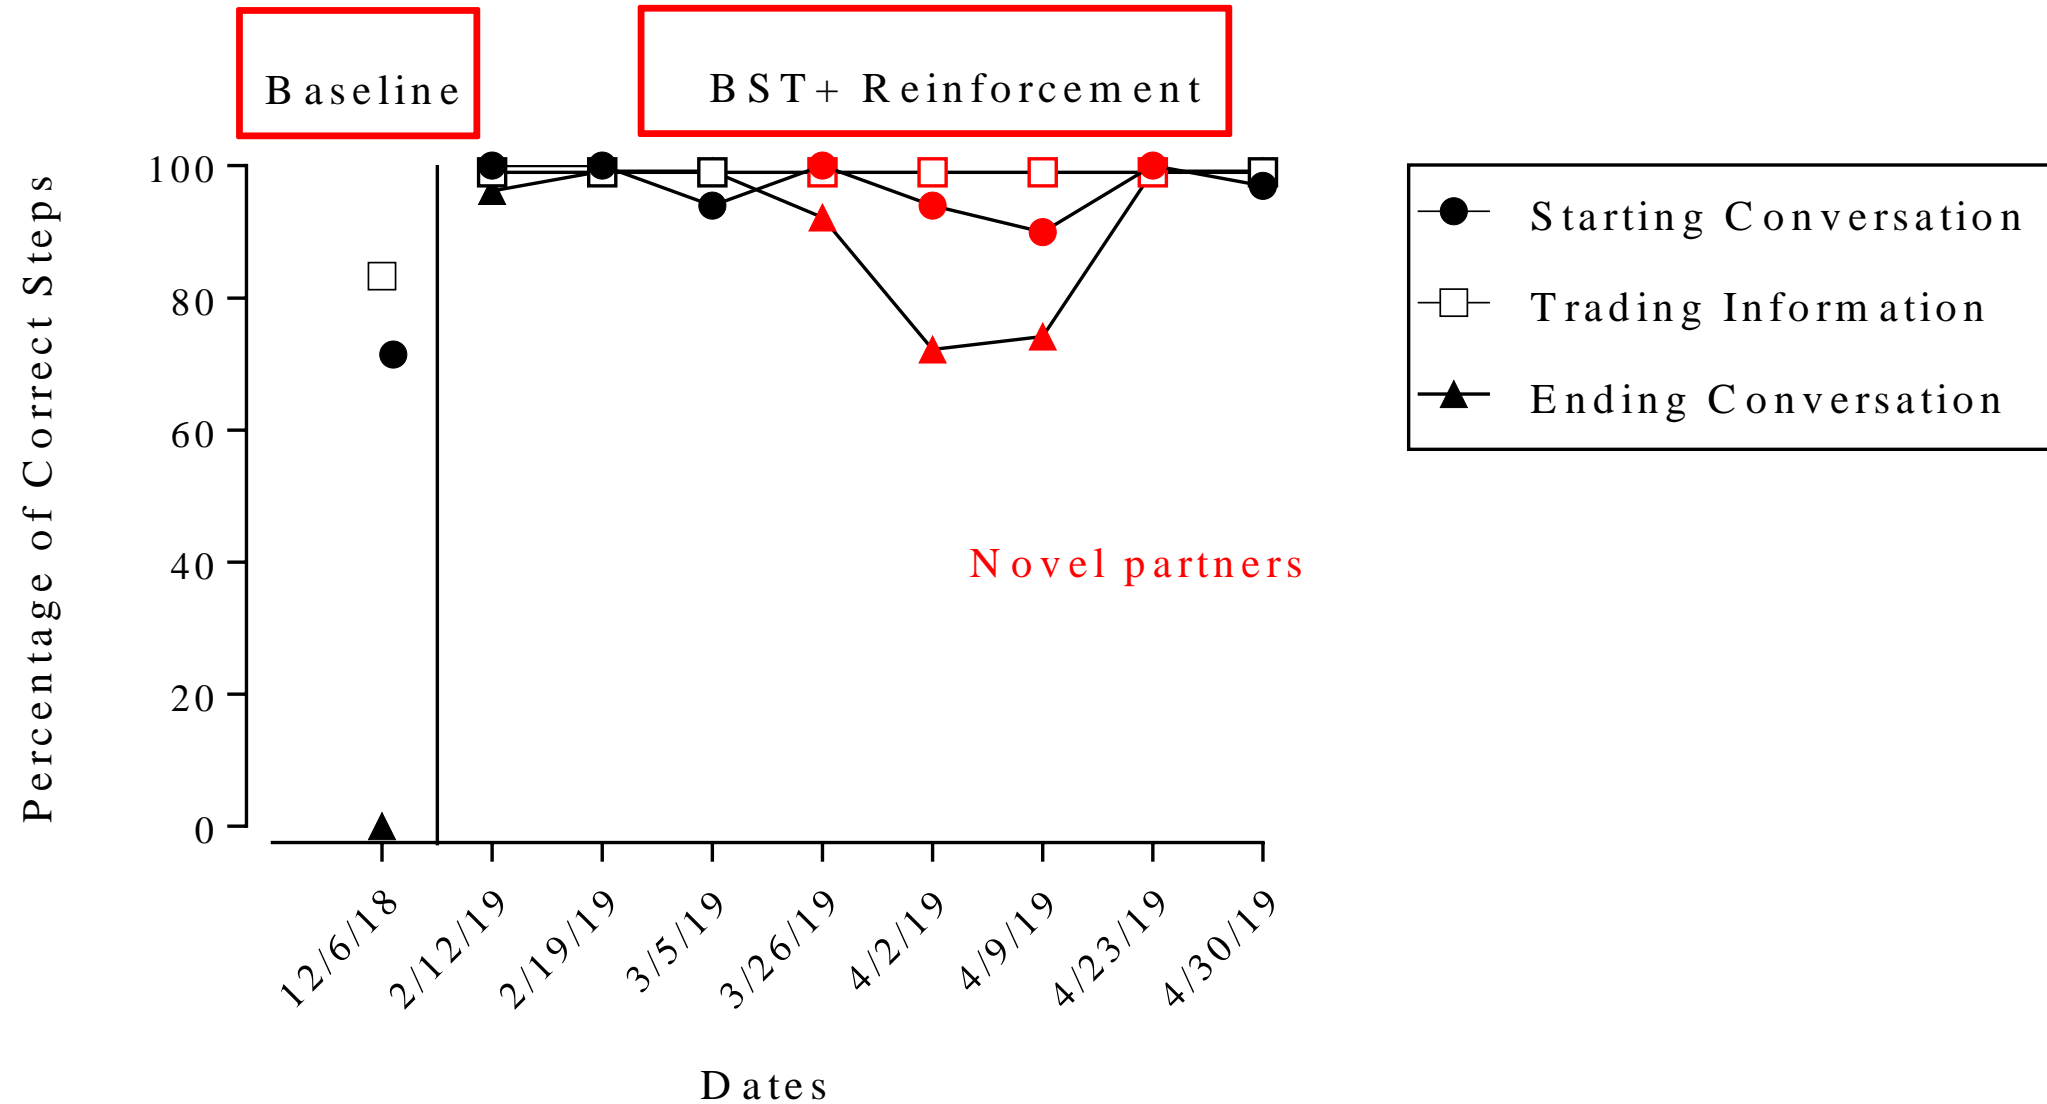 Baseline
BST+ Reinforcement
Percentage of Correct Steps
100
80
60
40
20
0
Starting Conversation
Trading Information
Ending Conversation
Novel partners
12/6/18
2/12/19
2/19/19
3/5/19
3/26/19
4/2/19
4/9/19
4/23/19
4/30/19
Dates